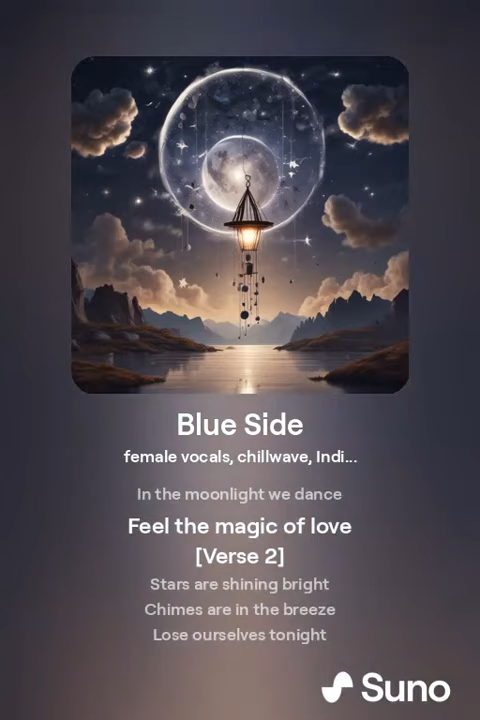 Blue Side
female vocals, chillwave, Indi...
In the moonlight we dance
Feel the magic of love
[Verse 2]
Stars are shining bright
Chimes are in the breeze
Lose ourselves tonight
Suno